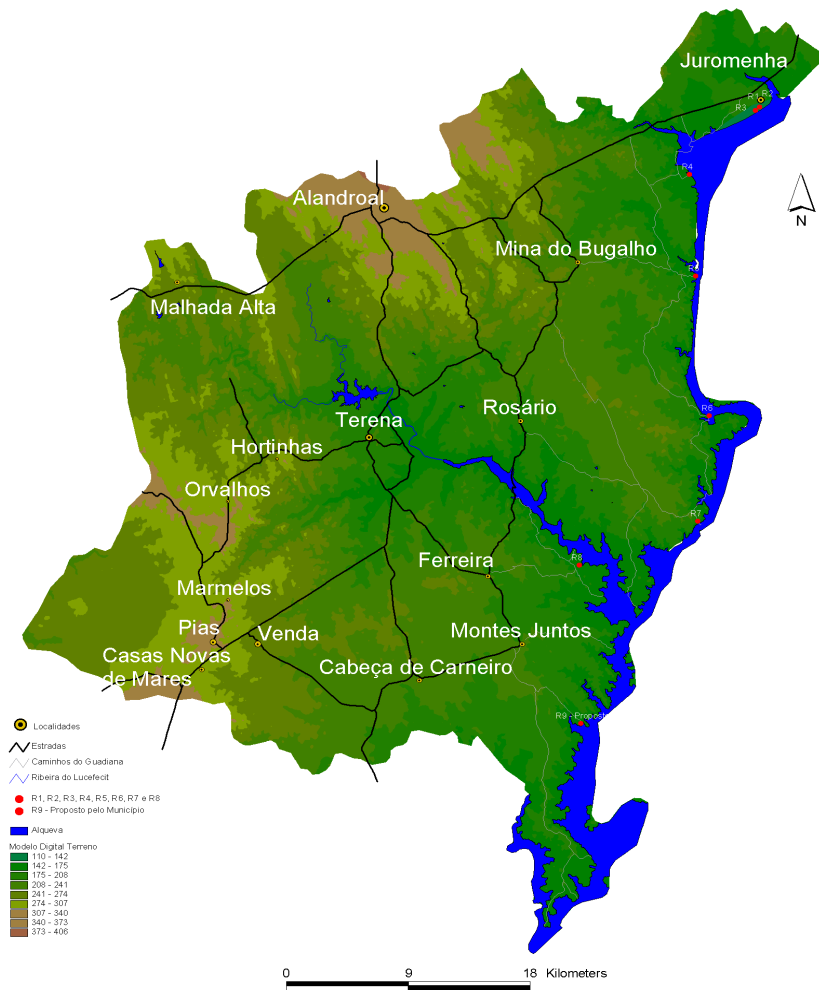 Juromenha
R1
R2
R3
R4
Alandroal
N
Mina do Bugalho
R5
Malhada Alta
Rosário
R6
Terena
Hortinhas
Orvalhos
R7
Ferreira
R8
Marmelos
Pias
Venda
Montes Juntos
Casas Novas
de Mares
Cabeça de Carneiro
R9 - Proposto
Localidades
Estradas
Caminhos do Guadiana
Ribeira do Lucefecit
R1, R2, R3, R4, R5, R6, R7 e R8
R9 - Proposto pelo Município
Alqueva
Modelo Digital Terreno
110 - 142
142 - 175
175 - 208
208 - 241
241 - 274
274 - 307
307 - 340
340 - 373
373 - 406
0 9 18 Kilometers